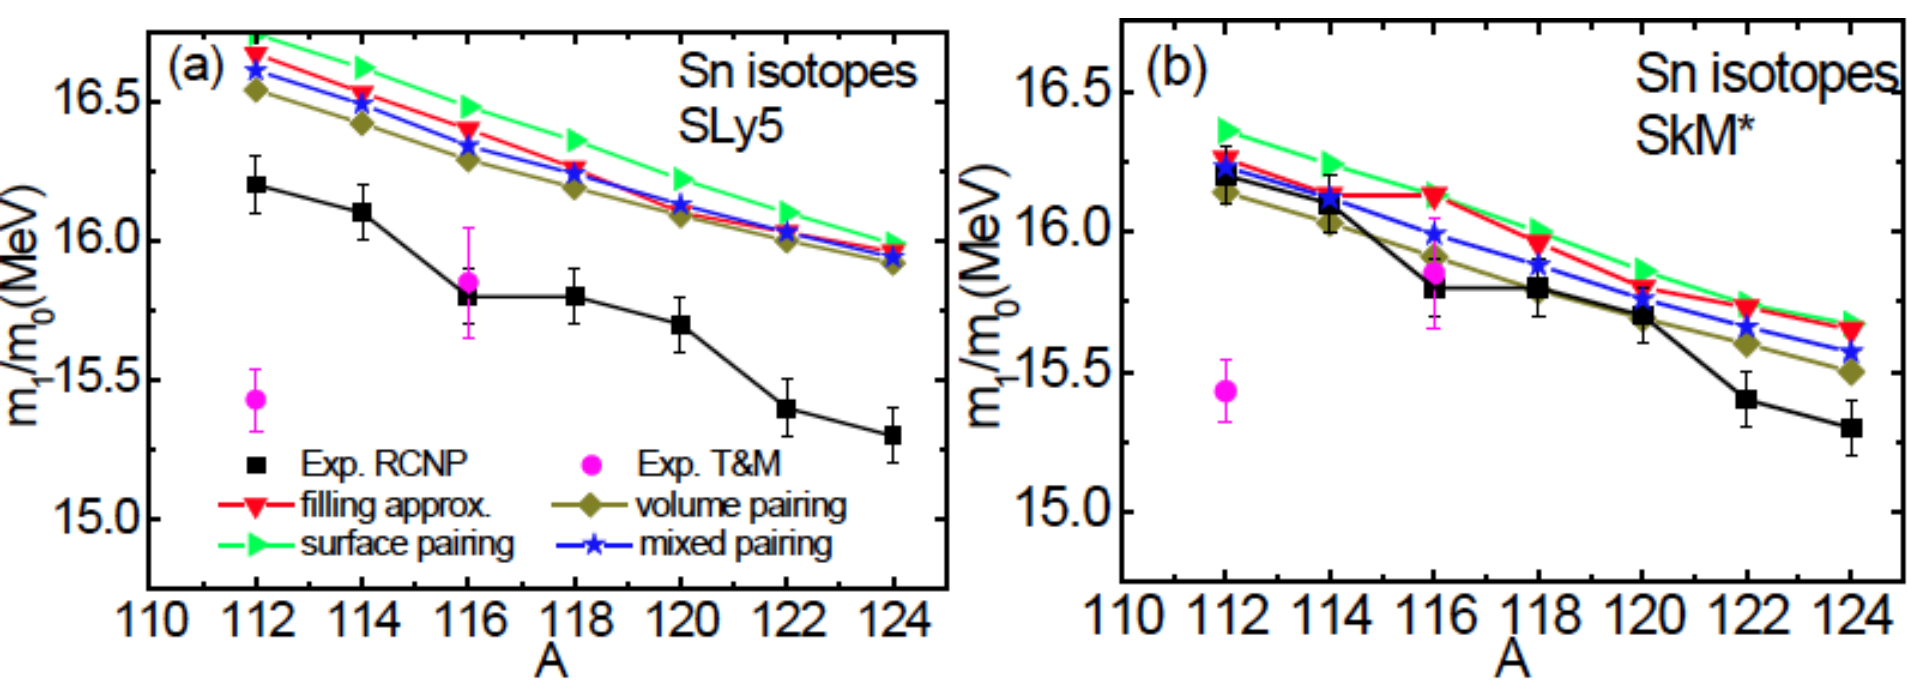 (a)
Sn isotopes
SLy5
16.5
16.0
15.5
15.0
m1/m0(MeV)
Exp. RCNP
Exp. T&M
filling approx.
volume pairing
surface pairing
mixed pairing
110 112 114 116 118 120 122 124
A
(b)
Sn isotopes
SkM*
16.5
16.0
15.5
15.0
m1/m0(MeV)
110 112 114 116 118 120 122 124
A